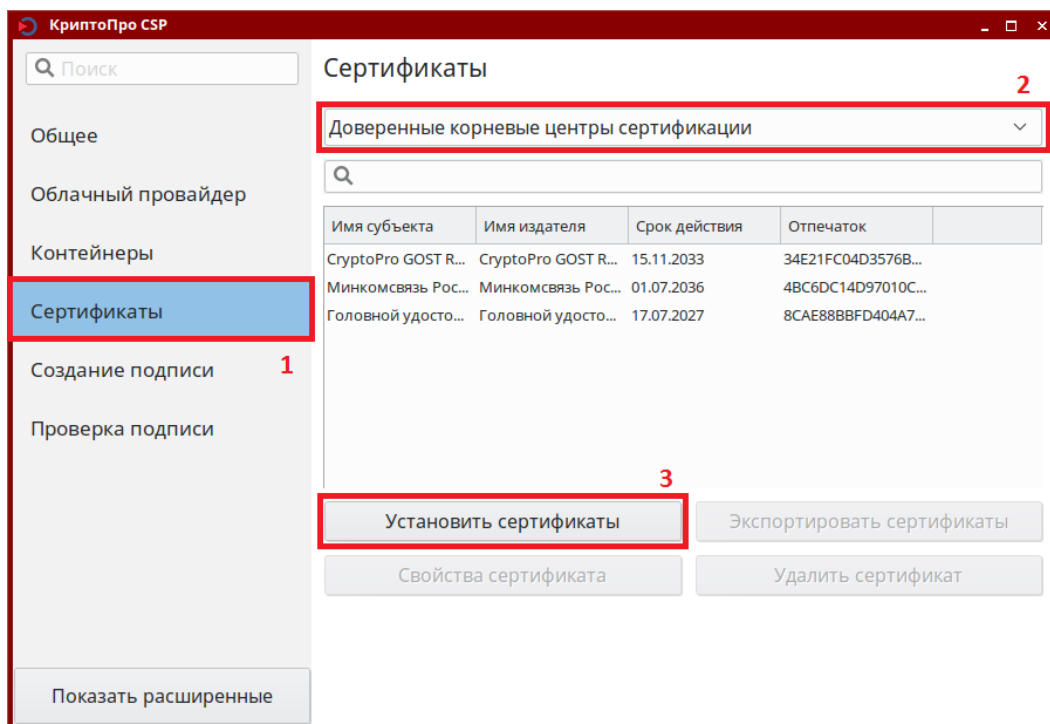 КриптоПро CSP
Поиск
Общее
Облачный провайдер
Контейнеры
Сертификаты
1
Создание подписи
Проверка подписи
Показать расширенные
Сертификаты
2
Доверенные корневые центры сертификации
Имя субъекта Имя издателя Срок действия Отпечаток
CryptoPro GOST R... CryptoPro GOST R... 15.11.2033 34E21FC04D3576B...
Минкомсвязь Рос... Минкомсвязь Рос... 01.07.2036 4BC6DC14D97010C...
Головной удосто... Головной удосто... 17.07.2027 8CAE88BBFD404A7...
3
Установить сертификаты Экспортировать сертификаты
Свойства сертификата Удалить сертификат